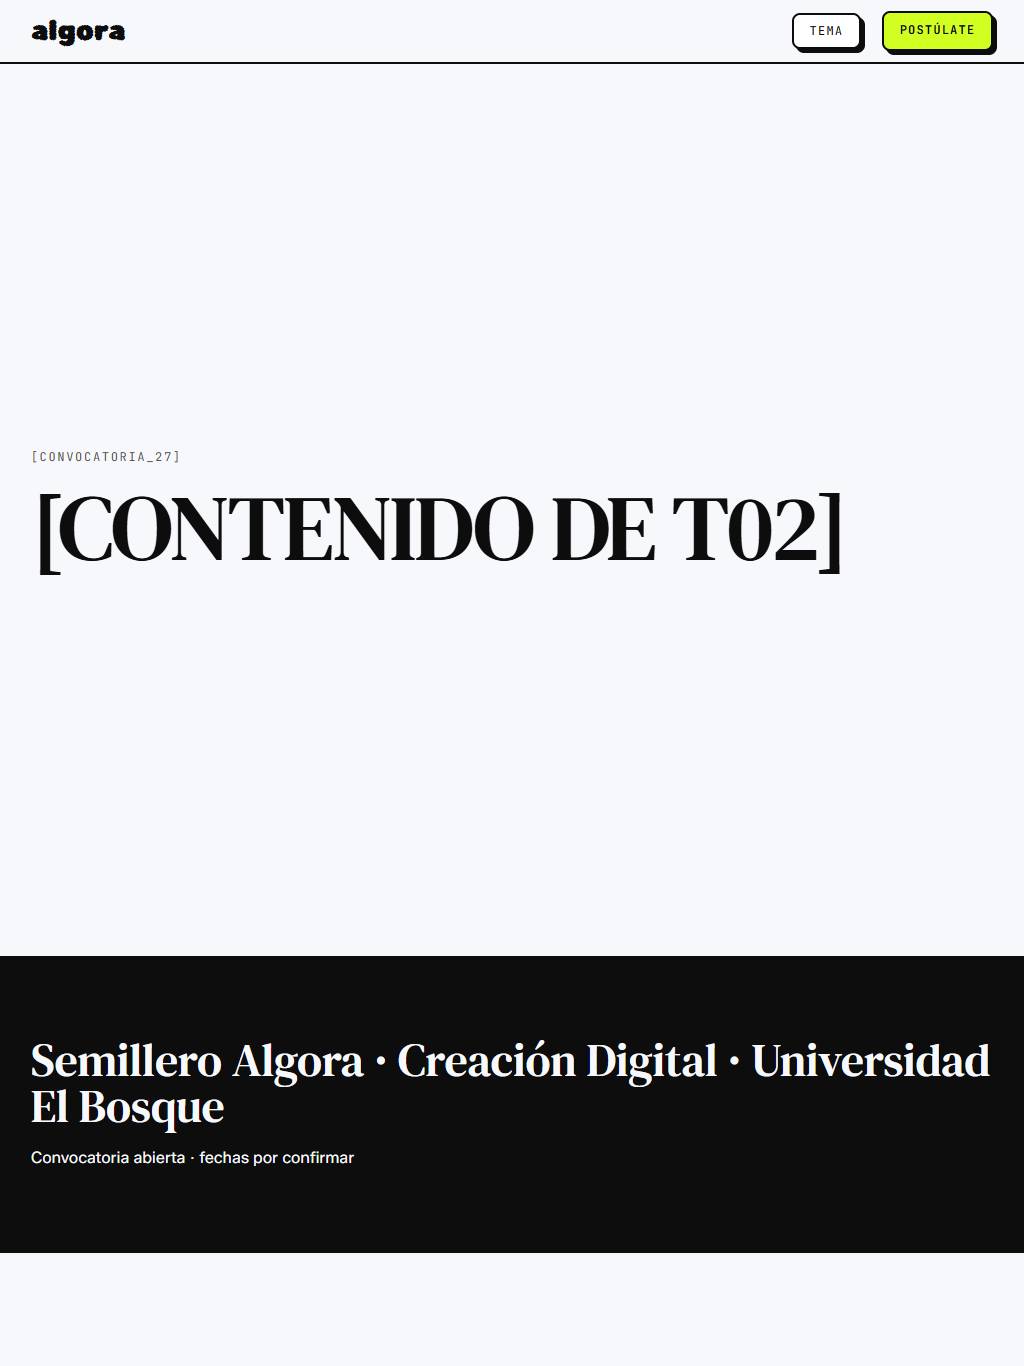 algora
TEMA
POSTÚLATE
[CONVOCATORIA_27]
[CONTENIDO DE T02]
Semillero Algora · Creación Digital · Universidad
El Bosque
Convocatoria abierta · fechas por confirmar